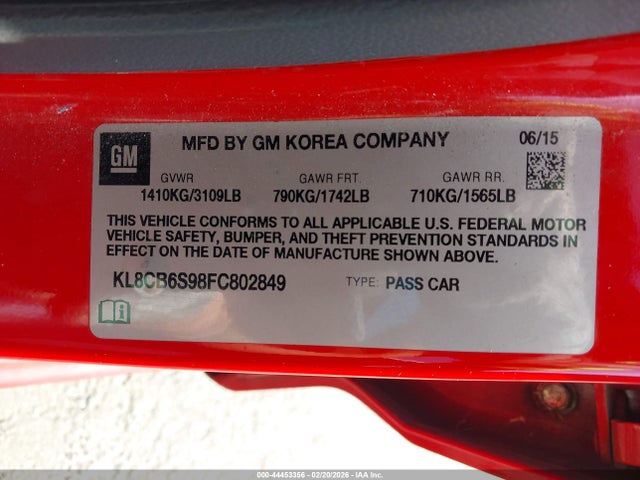 GM
MFD BY GM KOREA COMPANY 06/15
GVWR GAWR FRT. GAWR RR.
1410KG/3109LB 790KG/1742LB 710KG/1565LB
THIS VEHICLE CONFORMS TO ALL APPLICABLE U.S. FEDERAL MOTOR
VEHICLE SAFETY, BUMPER, AND THEFT PREVENTION STANDARDS IN
EFFECT ON THE DATE OF MANUFACTURE SHOWN ABOVE.
KL8CB6S98FC802849 TYPE: PASS CAR
000-44453356 - 02/20/2026 - IAA Inc.